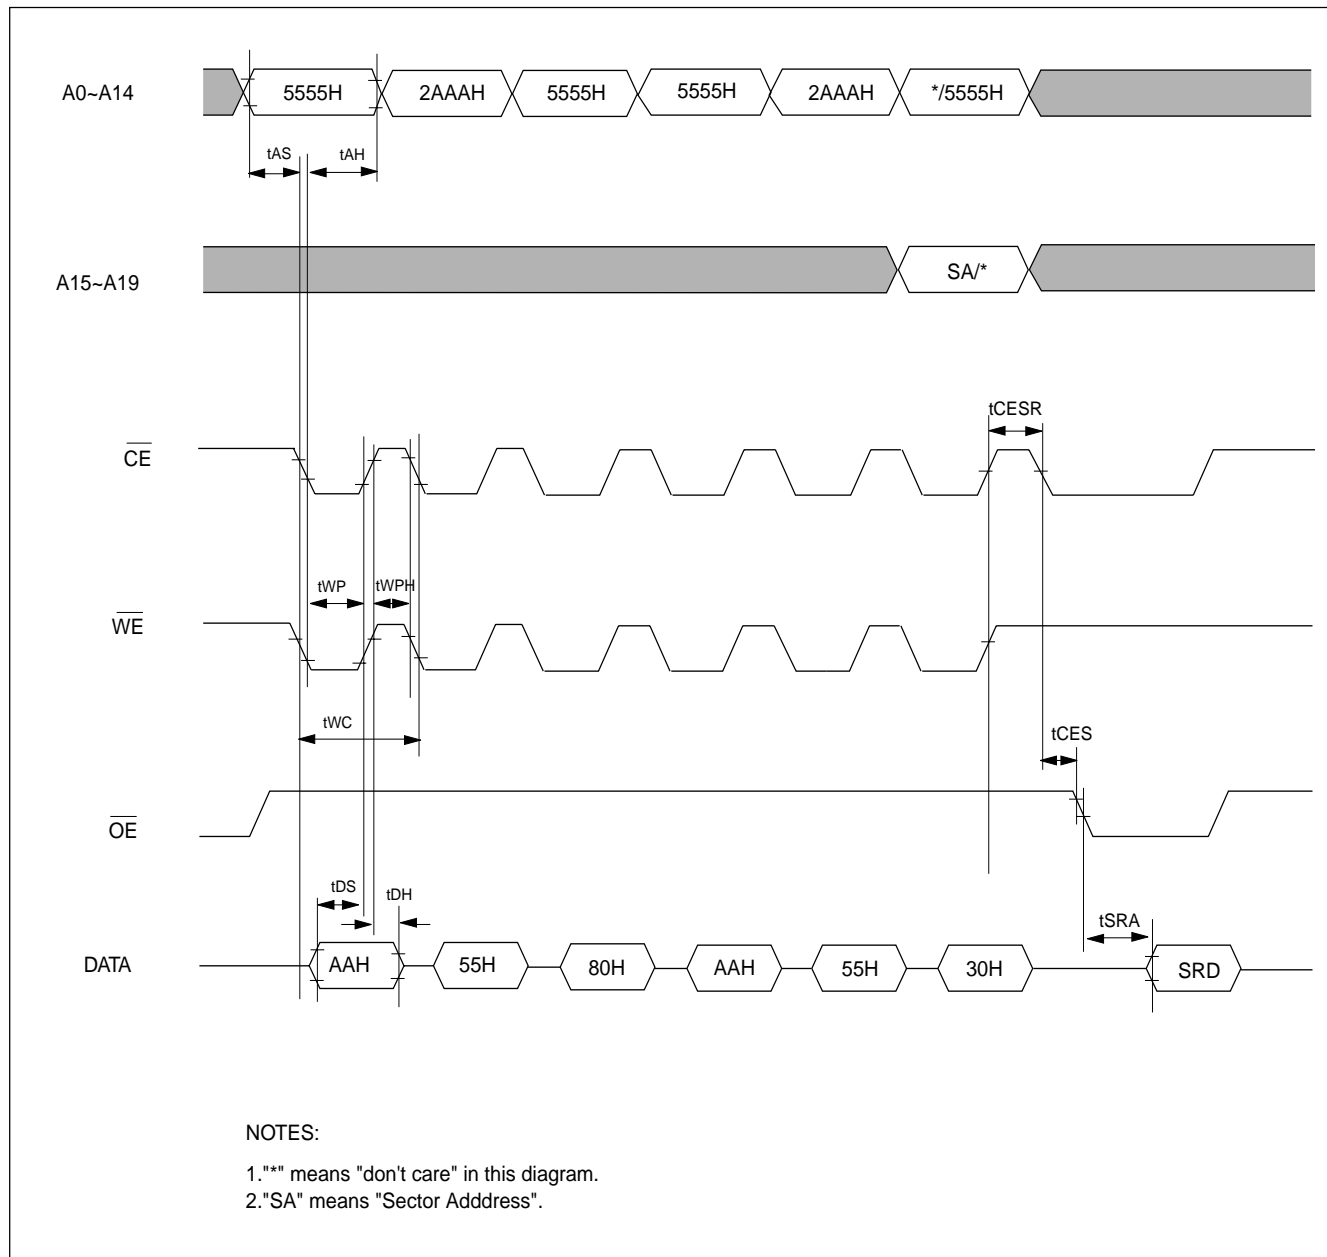 A0~A14 5555H 2AAAH 5555H 5555H 2AAAH */5555H
tAS tAH
A15~A19 SA/*
tCESR
CE
tWP tWPH
WE
tWC
tCES
OE
tDS tDH
tSRA
DATA AAH 55H 80H AAH 55H 30H SRD
NOTES:
1."*" means "don't care" in this diagram.
2."SA" means "Sector Adddress".